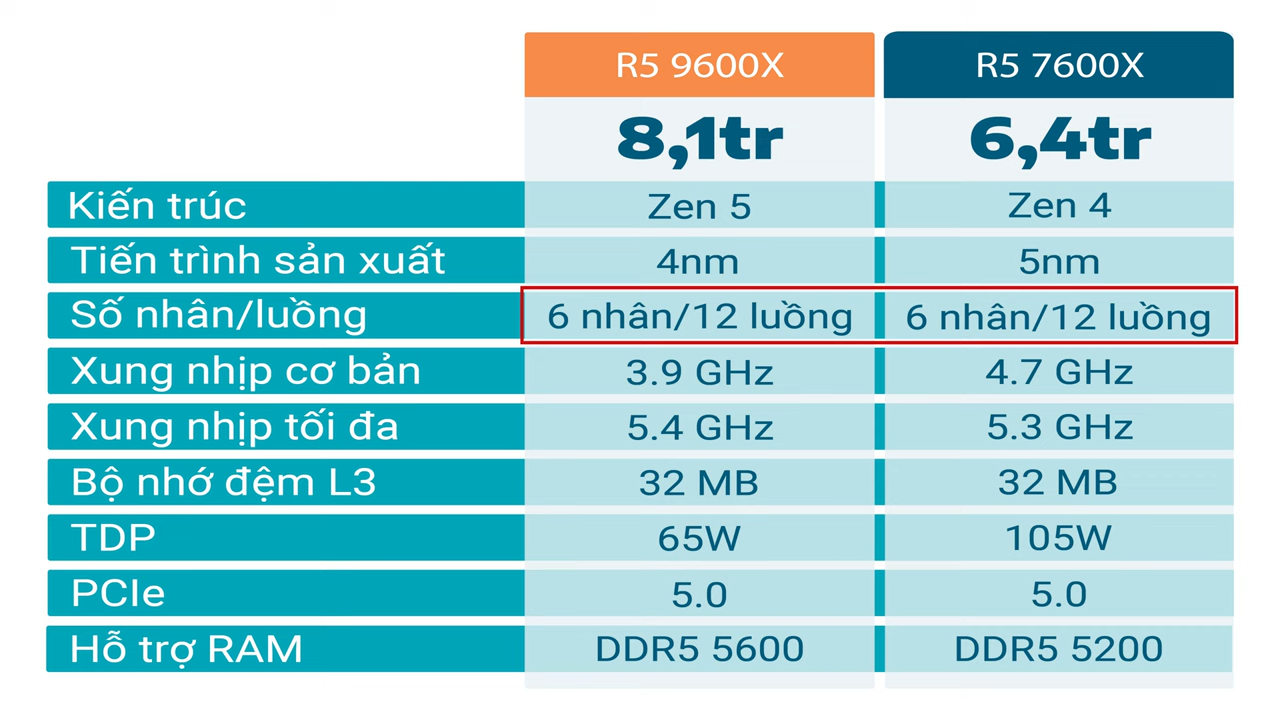 R5 9600X R5 7600X
8,1tr 6,4tr
Kiến trúc Zen 5 Zen 4
Tiến trình sản xuất 4nm 5nm
Số nhân/luồng 6 nhân/12 luồng 6 nhân/12 luồng
Xung nhịp cơ bản 3.9 GHz 4.7 GHz
Xung nhịp tối đa 5.4 GHz 5.3 GHz
Bộ nhớ đệm L3 32 MB 32 MB
TDP 65W 105W
PCIe 5.0 5.0
Hỗ trợ RAM DDR5 5600 DDR5 5200